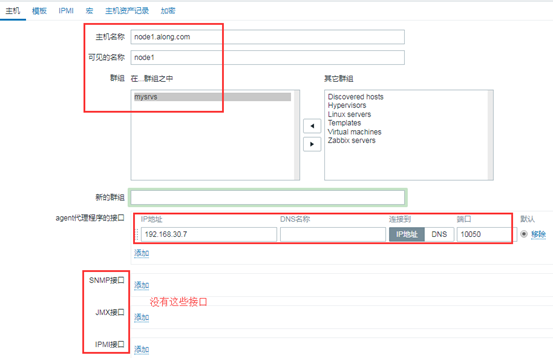 主机 模板 IPMI 宏 主机资产记录 加密
主机名称 node1.along.com
可见的名称 node1
群组 在...群组之中 其它群组
mysrvs
Discovered hosts
Hypervisors
Linux servers
Templates
Virtual machines
Zabbix servers
新的群组
agent代理程序的接口 IP地址 DNS名称 连接到 端口 默认
192.168.30.7 IP地址 DNS 10050 移除
添加
SNMP接口 添加
没有这些接口
JMX接口 添加
IPMI接口 添加